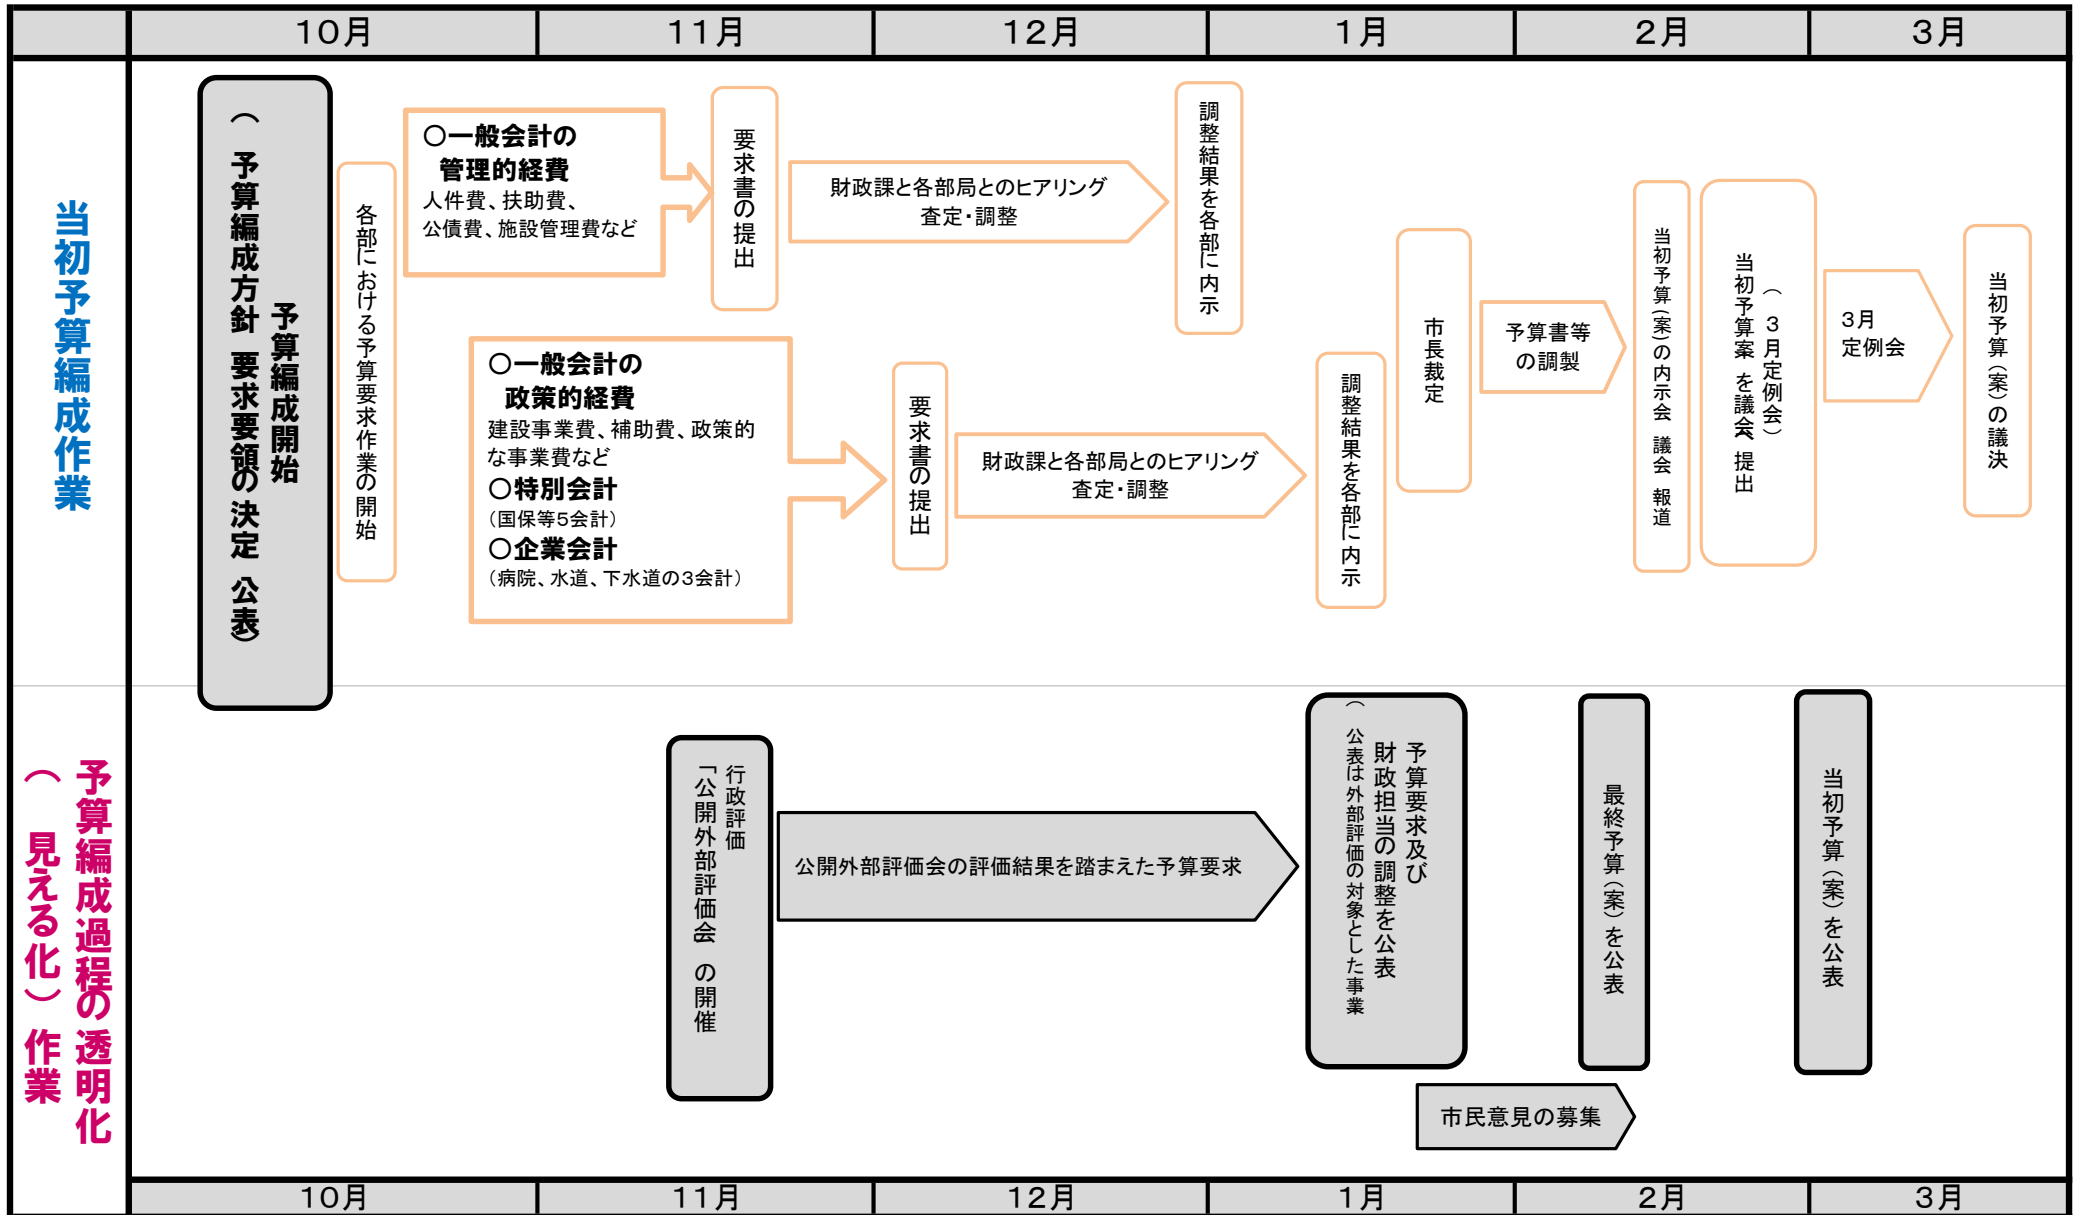 10月
11月
12月
1月
2月
3月
当初予算編成作業
予算編成開始
（予算編成方針 要求要領の決定 公表）
各部における予算要求作業の開始
○一般会計の
管理的経費
人件費、扶助費、
公債費、施設管理費など
要求書の提出
財政課と各部局とのヒアリング
査定・調整
調整結果を各部に内示
○一般会計の
政策的経費
建設事業費、補助費、政策的
な事業費など
○特別会計
（国保等5会計）
○企業会計
（病院、水道、下水道の3会計）
要求書の提出
財政課と各部局とのヒアリング
査定・調整
調整結果を各部に内示
市長裁定
予算書等
の調製
当初予算（案）の内示会 議会 報道
（3月定例会）
当初予算案 を議会へ 提出
3月
定例会
当初予算（案）の議決
予算編成過程の透明化
（見える化）作業
行政評価
「公開外部評価会」の開催
公開外部評価会の評価結果を踏まえた予算要求
予算要求及び
財政担当の調整を公表
（公表は外部評価の対象とした事業
市民意見の募集
最終予算（案）を公表
当初予算（案）を公表
10月
11月
12月
1月
2月
3月